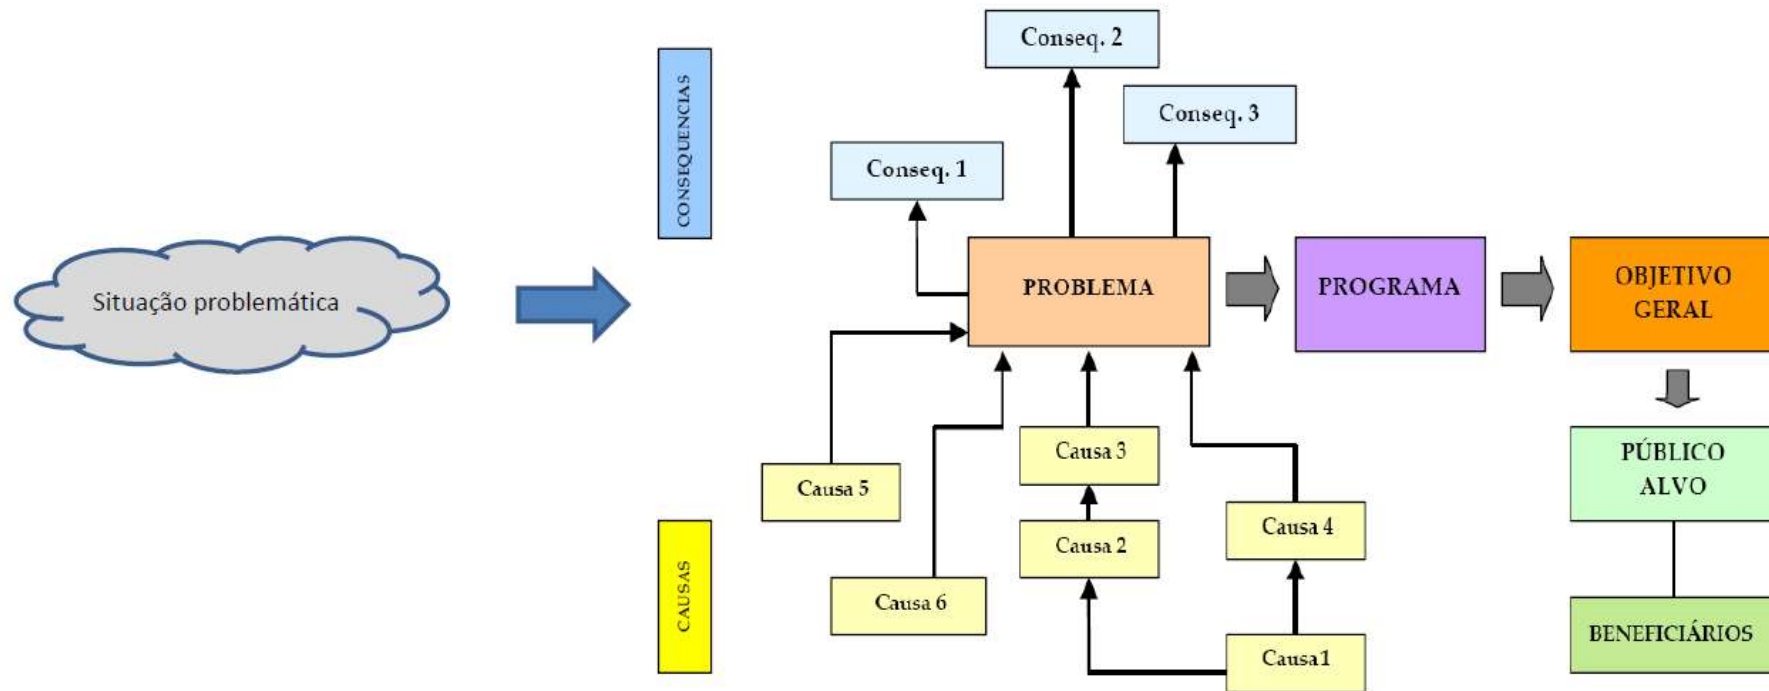 Conseq. 2
CONSEQUENCIAS
Conseq. 3
Conseq. 1
Situação problemática
PROBLEMA
PROGRAMA
OBJETIVO
GERAL
Causa 3
PÚBLICO
ALVO
Causa 5
Causa 4
Causa 2
CAUSAS
Causa 6
BENEFICIÁRIOS
Causa1